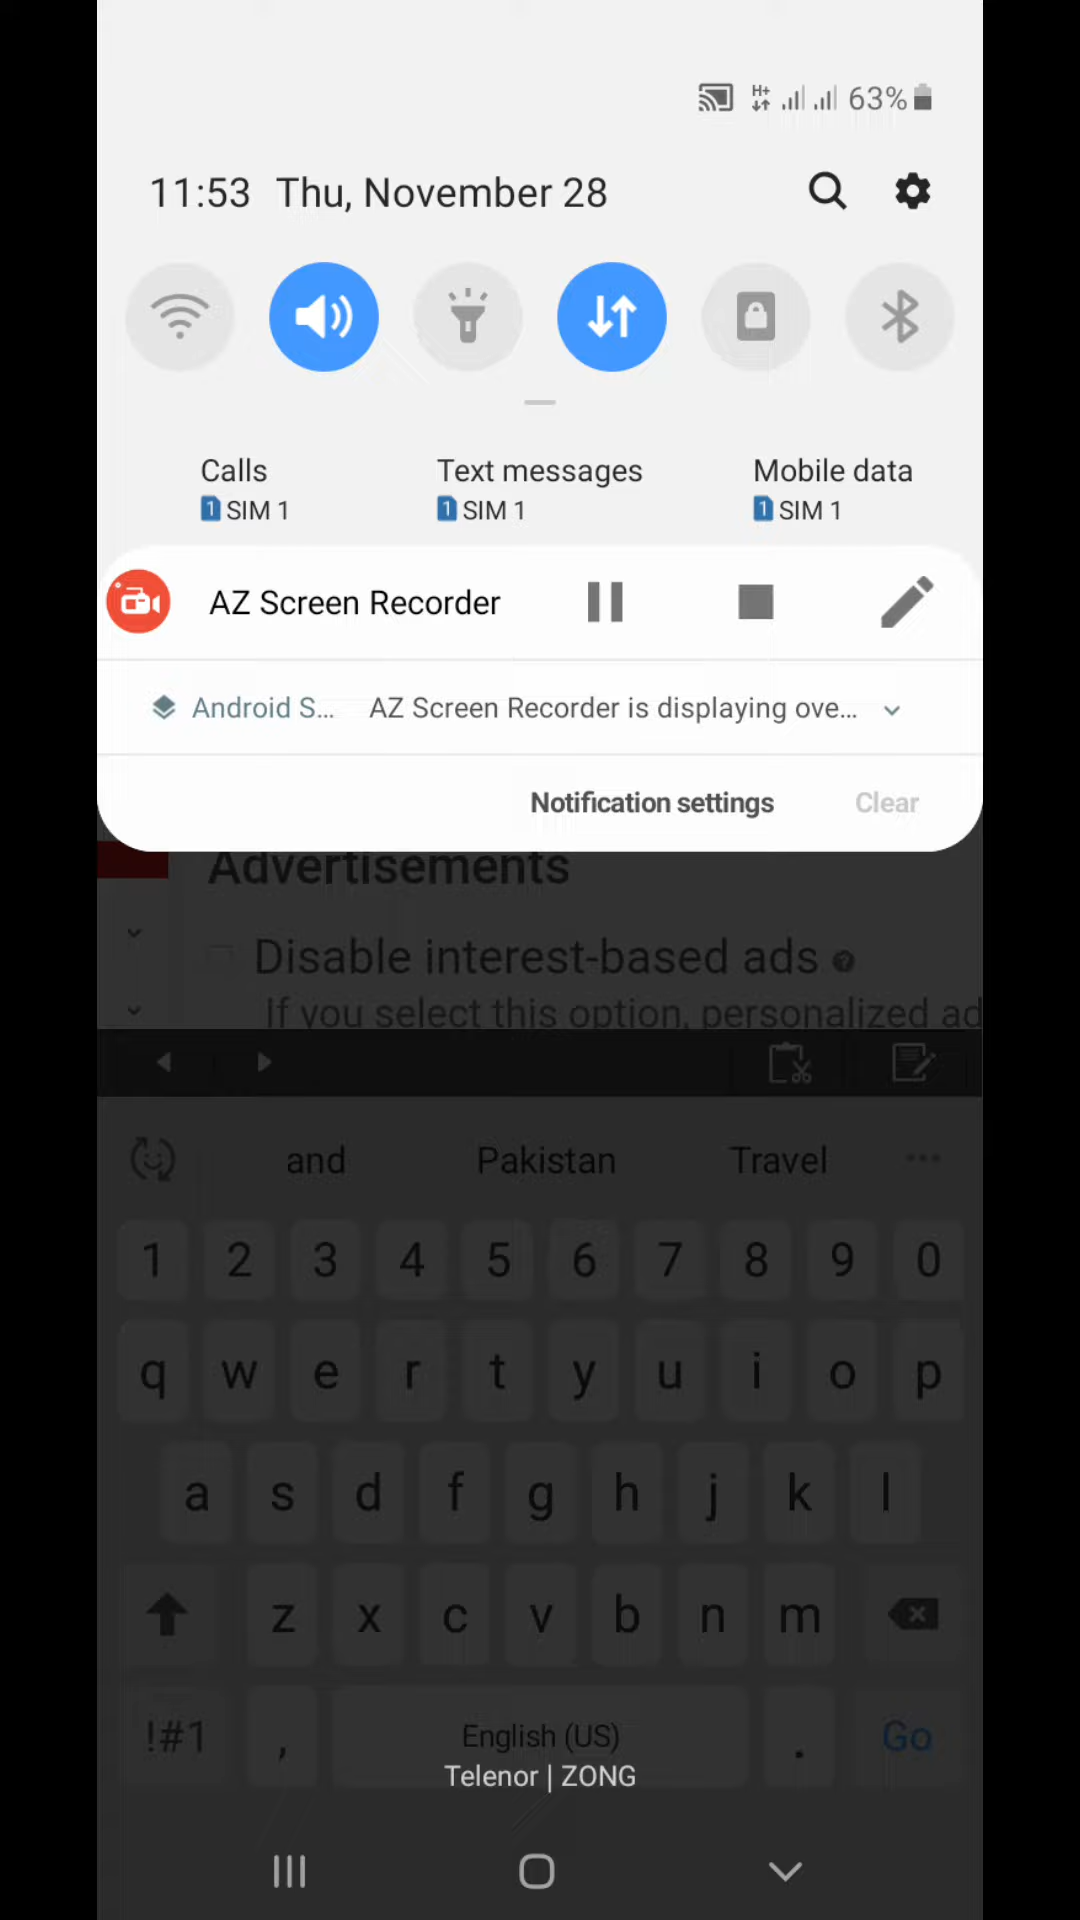 H+ 63%
11:53 Thu, November 28
Calls Text messages Mobile data
1 SIM 1 1 SIM 1 1 SIM 1
AZ Screen Recorder
Android S... AZ Screen Recorder is displaying ove...
Notification settings Clear
Advertisements
Disable interest-based ads ?
If you select this option, personalized ad
and Pakistan Travel ...
1 2 3 4 5 6 7 8 9 0
q w e r t y u i o p
a s d f g h j k l
z x c v b n m
!#1 , English (US) . Go
Telenor | ZONG